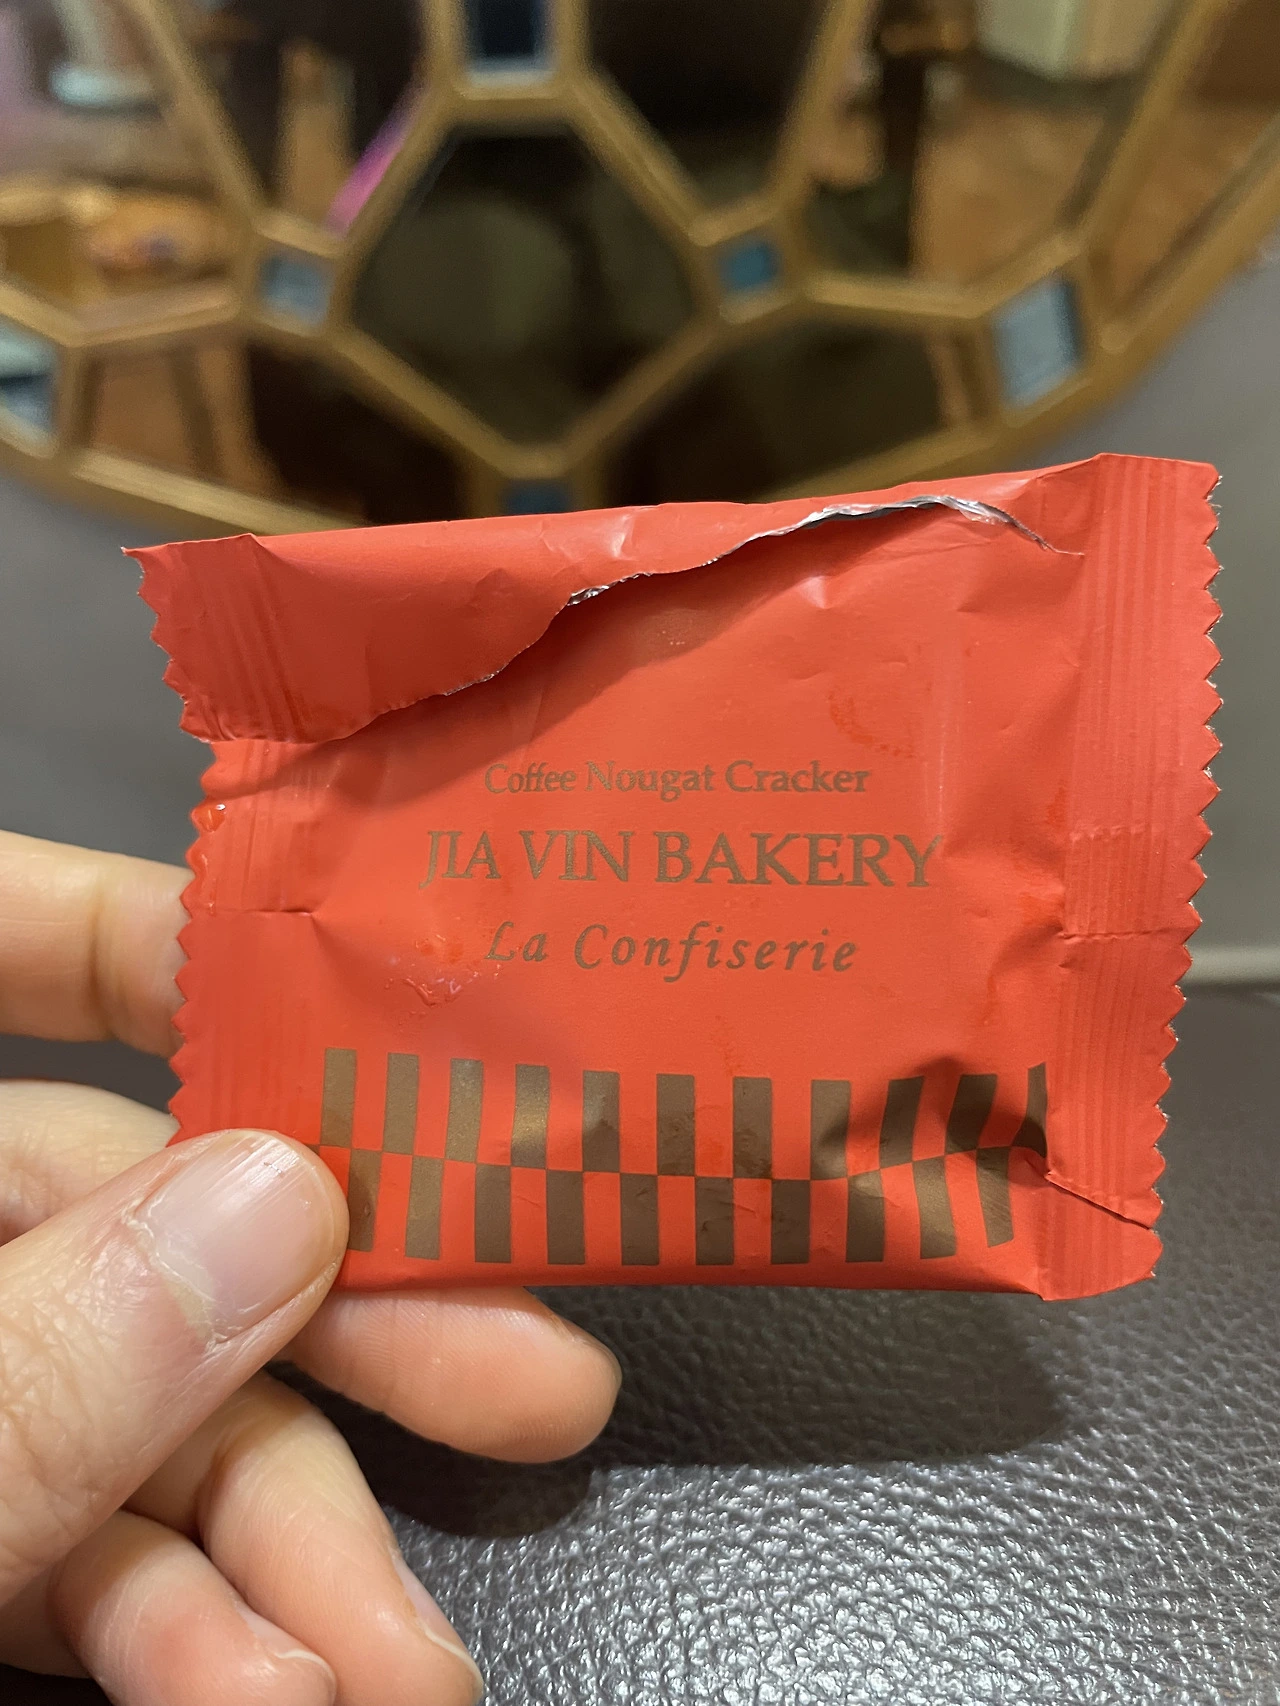 Coffee Nougat Cracker
JIA VIN BAKERY
La Confiserie